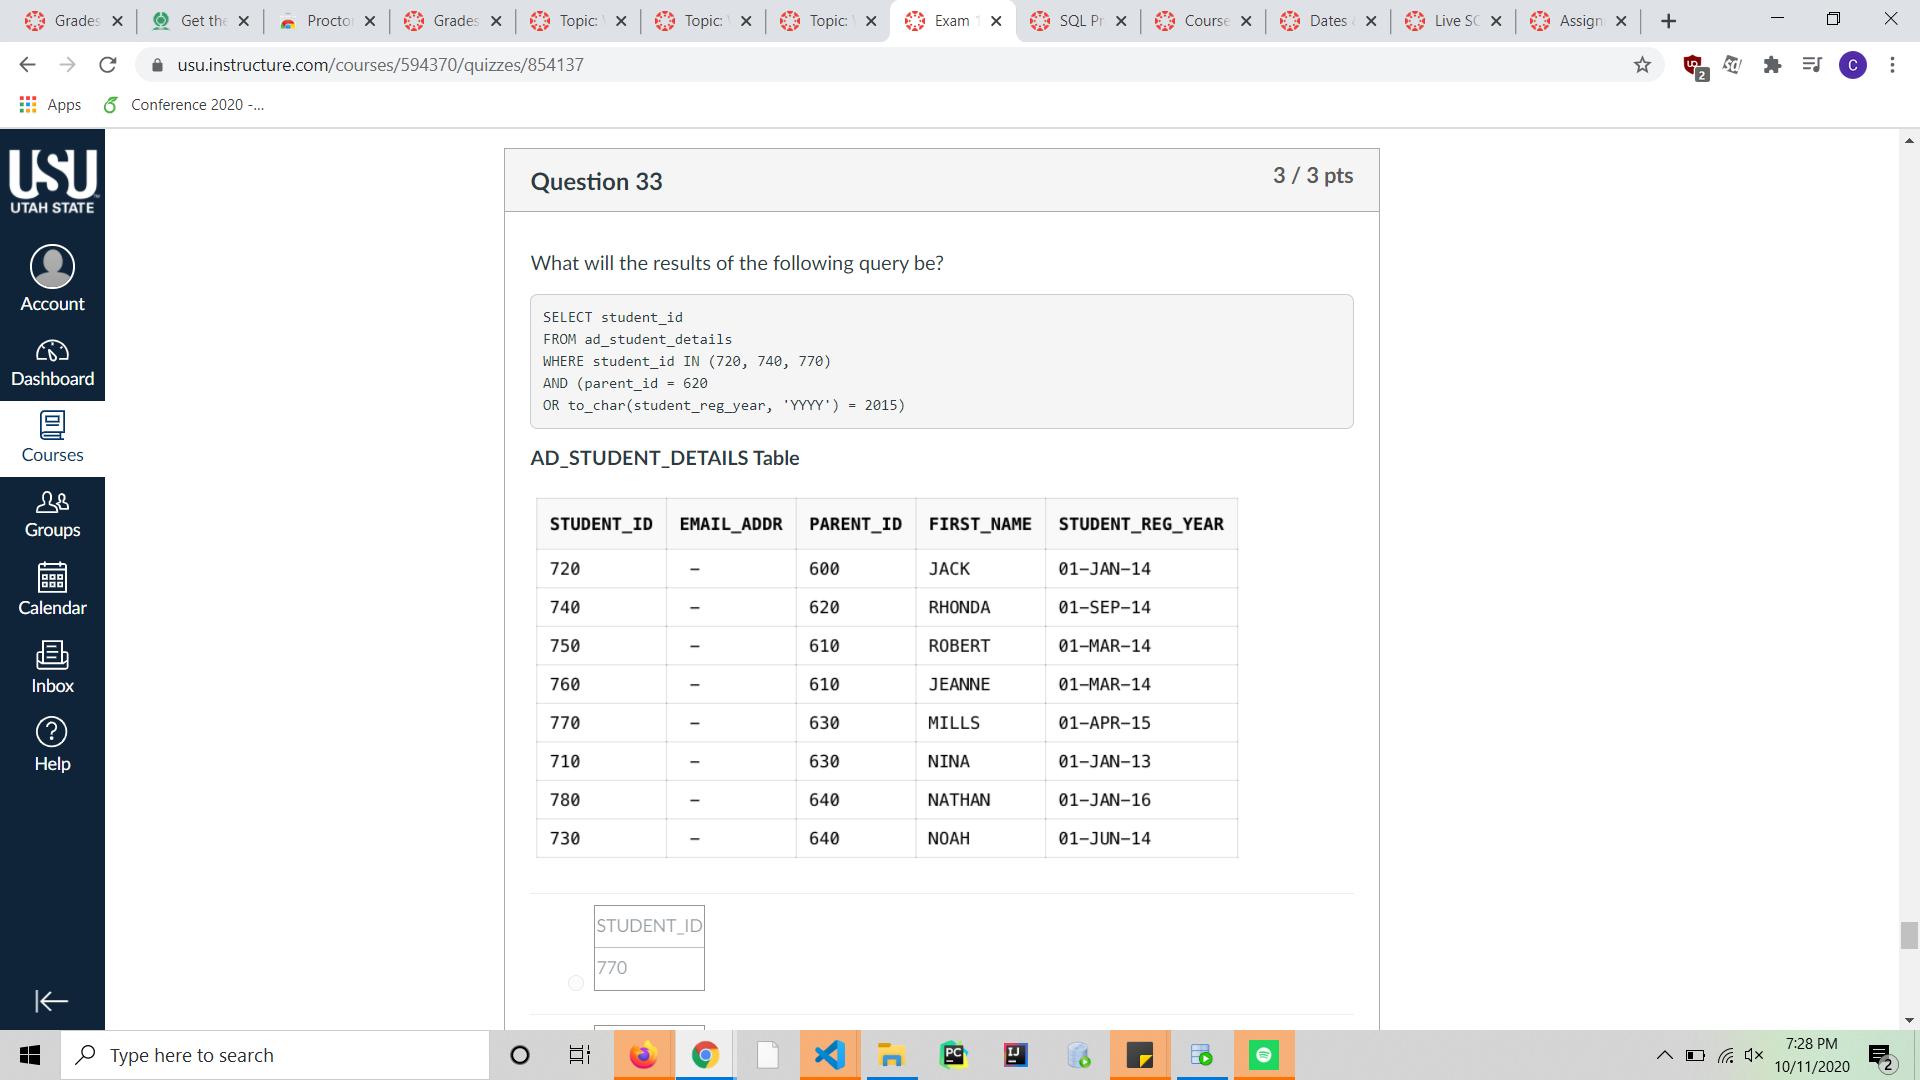 Grades
Get the
Proctor
Grades
Topic:
Topic:
Topic:
Exam
SQL Pr
Course
Dates
Live SC
Assign
usu.instructure.com/courses/594370/quizzes/854137
2
C
Apps
Conference 2020 -...
USU
UTAH STATE
Account
Dashboard
Courses
Groups
Calendar
Inbox
Help
Question 33
3 / 3 pts
What will the results of the following query be?
SELECT student_id
FROM ad_student_details
WHERE student_id IN (720, 740, 770)
AND (parent_id = 620
OR to_char(student_reg_year, 'YYYY') = 2015)
AD_STUDENT_DETAILS Table
STUDENT_ID EMAIL_ADDR PARENT_ID FIRST_NAME STUDENT_REG_YEAR
720 – 600 JACK 01-JAN-14
740 – 620 RHONDA 01-SEP-14
750 – 610 ROBERT 01-MAR-14
760 – 610 JEANNE 01-MAR-14
770 – 630 MILLS 01-APR-15
710 – 630 NINA 01-JAN-13
780 – 640 NATHAN 01-JAN-16
730 – 640 NOAH 01-JUN-14
STUDENT_ID
770
Type here to search
PC
IJ
7:28 PM
10/11/2020
2